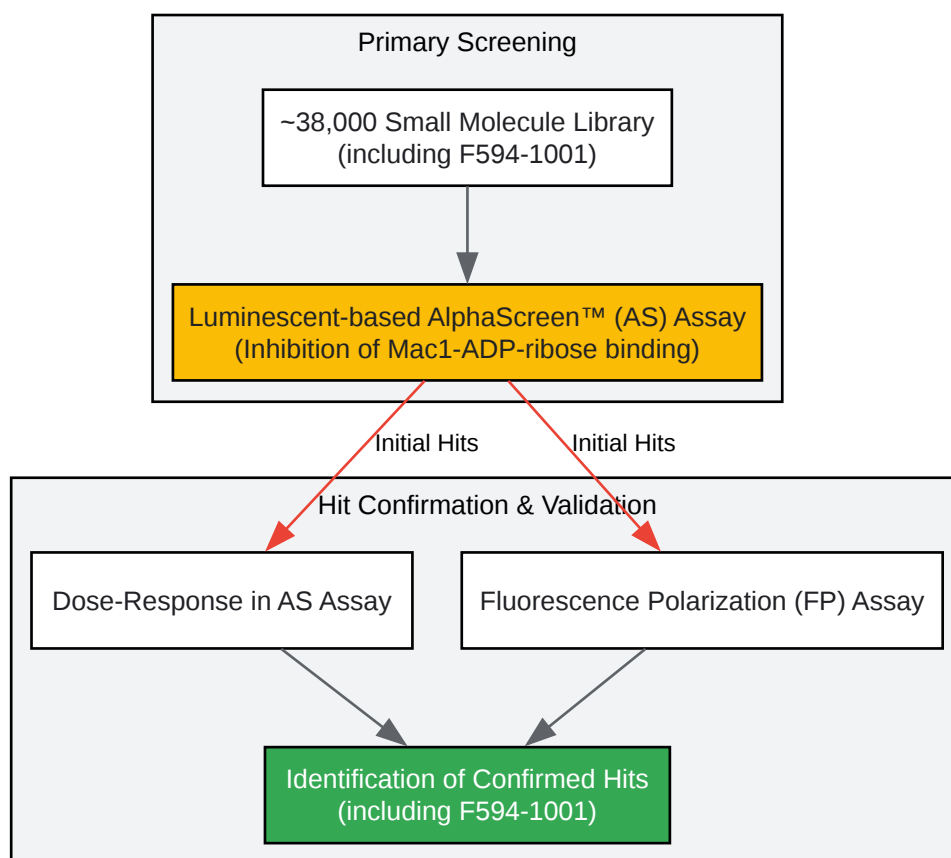 Primary Screening
~38,000 Small Molecule Library
(including F594-1001)
Luminescent-based AlphaScreen™ (AS) Assay
(Inhibition of Mac1-ADP-ribose binding)
Initial Hits
Initial Hits
Hit Confirmation & Validation
Dose-Response in AS Assay
Fluorescence Polarization (FP) Assay
Identification of Confirmed Hits
(including F594-1001)